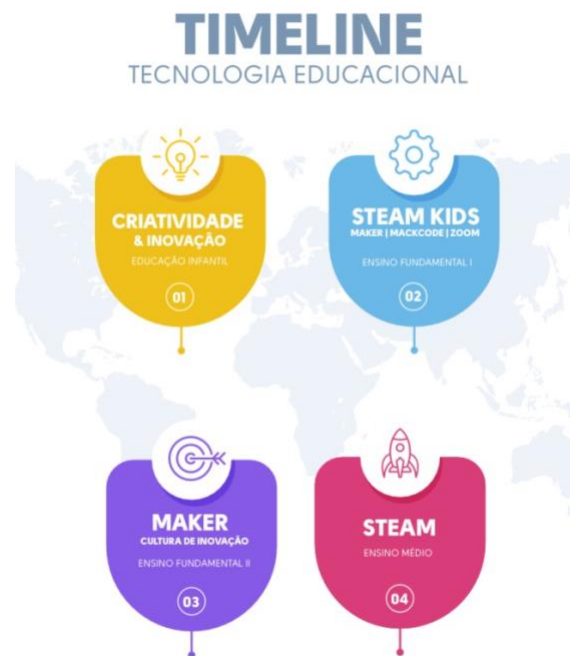 TIMELINE
TECNOLOGIA EDUCACIONAL
CRIATIVIDADE
& INOVAÇÃO
EDUCAÇÃO INFANTIL
01
STEAM KIDS
MAKER | MACKCODE | ZOOM
ENSINO FUNDAMENTAL I
02
MAKER
CULTURA DE INOVAÇÃO
ENSINO FUNDAMENTAL II
03
STEAM
ENSINO MÉDIO
04